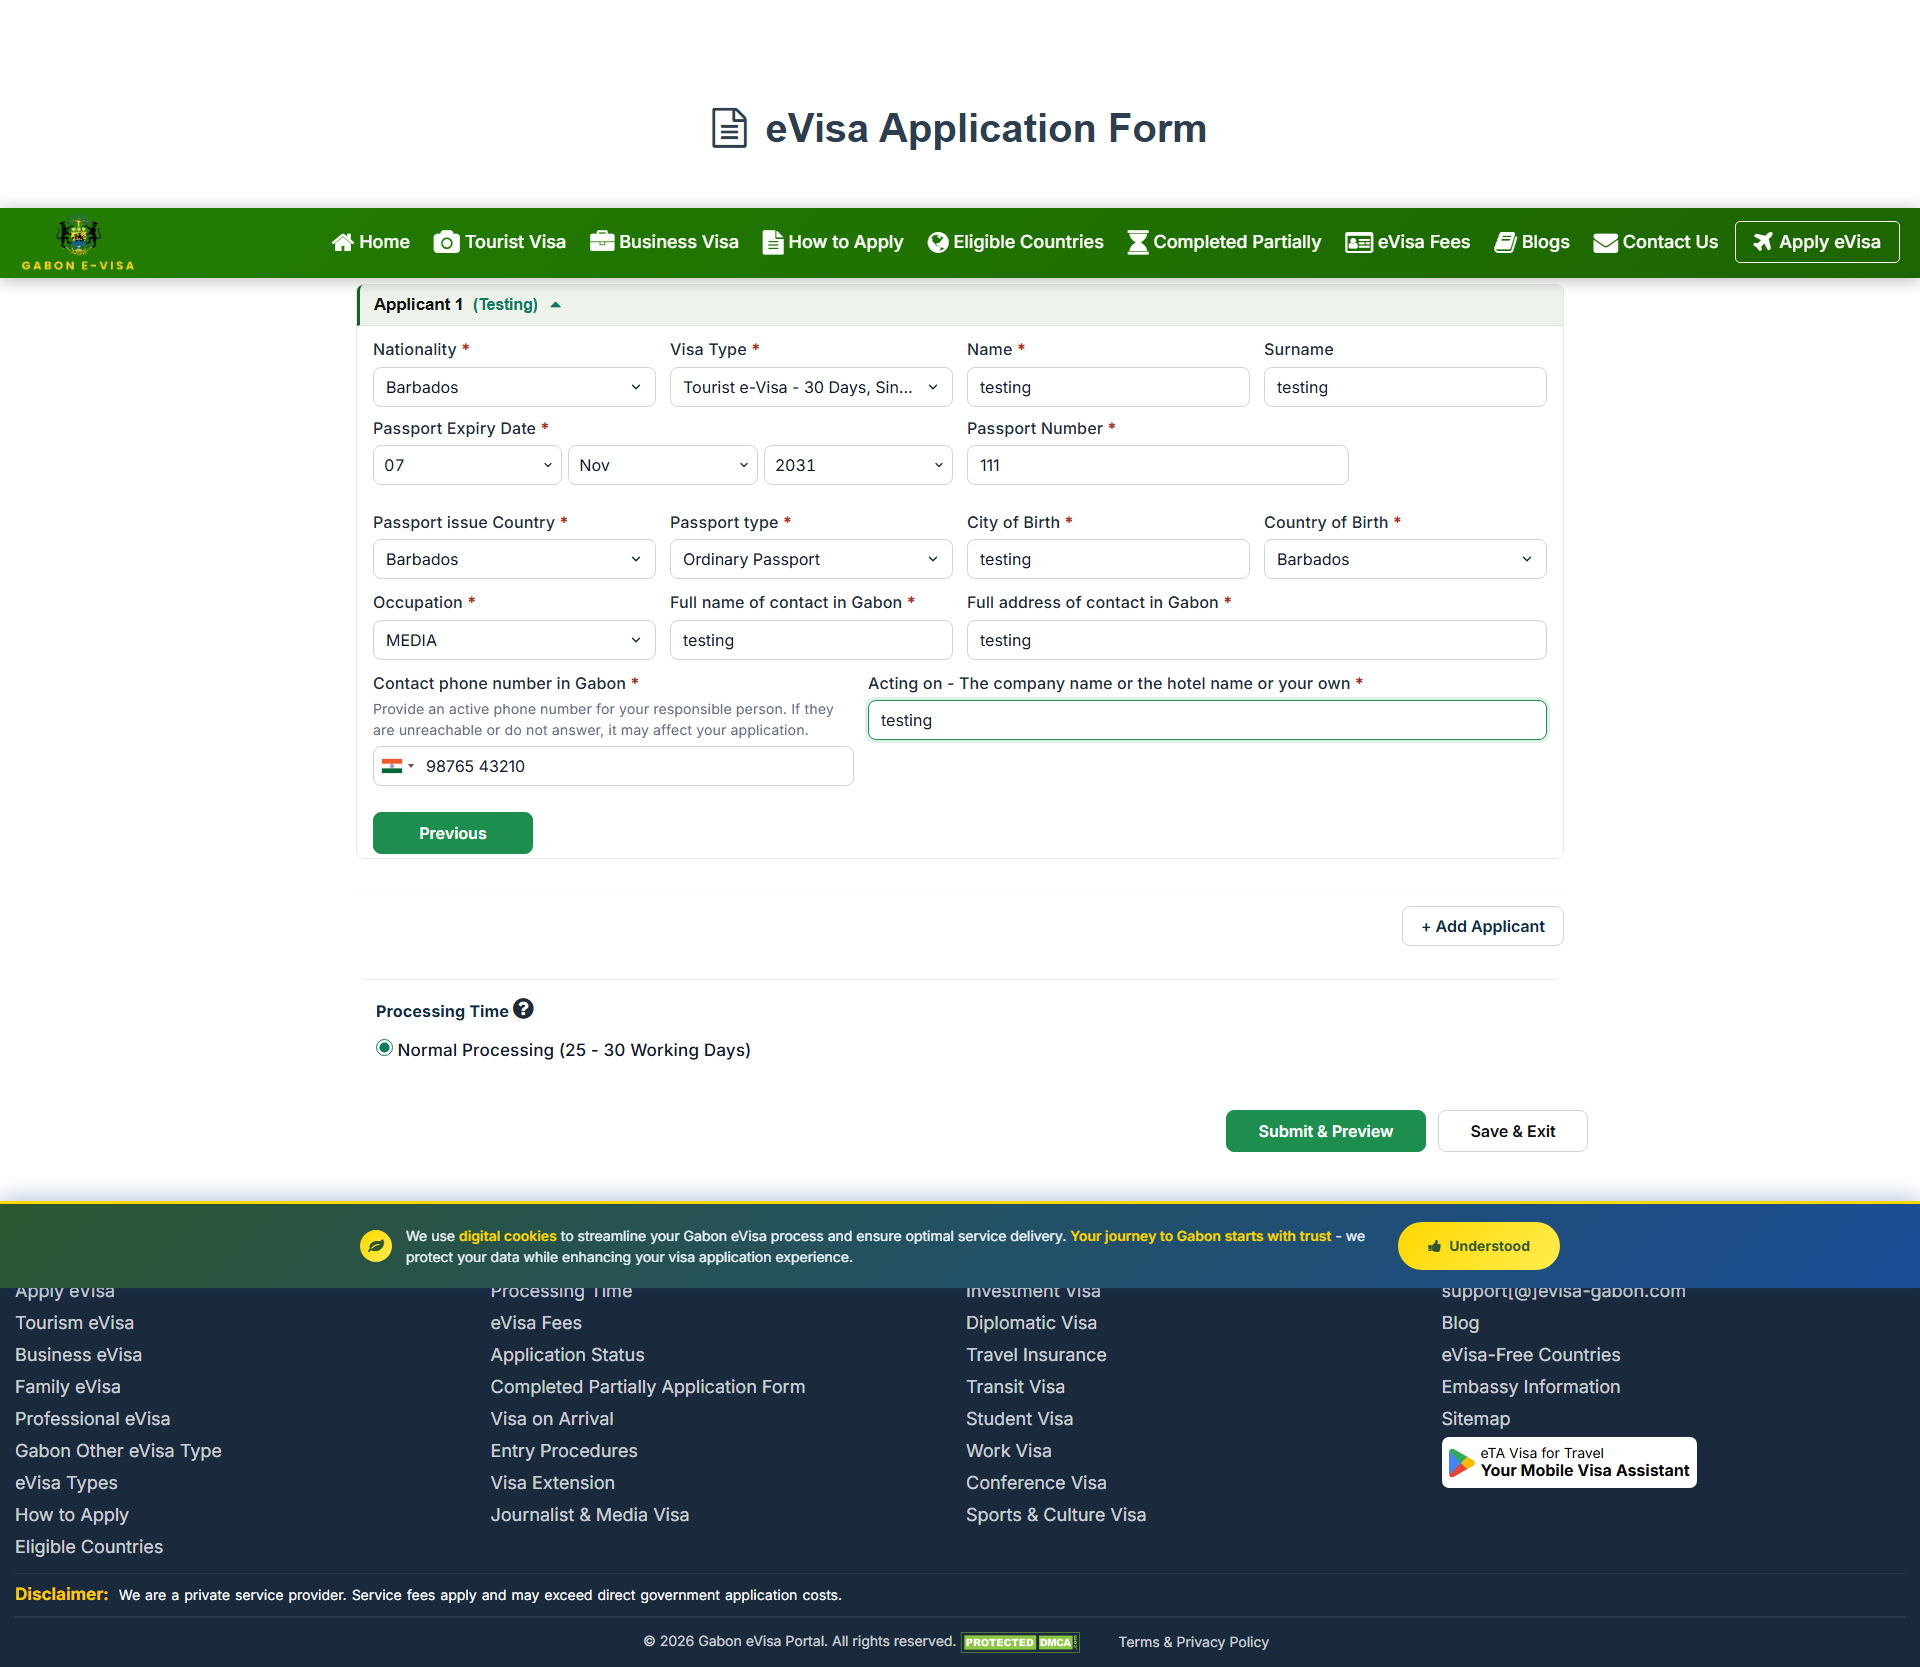 eVisa Application Form
GABON E-VISA
Home
Tourist Visa
Business Visa
How to Apply
Eligible Countries
Completed Partially
eVisa Fees
Blogs
Contact Us
Apply eVisa
Applicant 1 (Testing)
Nationality * Visa Type * Name * Surname
Barbados Tourist e-Visa - 30 Days, Sin... testing testing
Passport Expiry Date * Passport Number *
07 Nov 2031 111
Passport issue Country * Passport type * City of Birth * Country of Birth *
Barbados Ordinary Passport testing Barbados
Occupation * Full name of contact in Gabon * Full address of contact in Gabon *
MEDIA testing testing
Contact phone number in Gabon *
Provide an active phone number for your responsible person. If they
are unreachable or do not answer, it may affect your application.
98765 43210
Acting on - The company name or the hotel name or your own *
testing
Previous
+ Add Applicant
Processing Time ?
Normal Processing (25 - 30 Working Days)
Submit & Preview
Save & Exit
We use digital cookies to streamline your Gabon eVisa process and ensure optimal service delivery. Your journey to Gabon starts with trust - we
protect your data while enhancing your visa application experience.
Understood
Apply eVisa
Tourism eVisa
Business eVisa
Family eVisa
Professional eVisa
Gabon Other eVisa Type
eVisa Types
How to Apply
Eligible Countries
Processing Time
eVisa Fees
Application Status
Completed Partially Application Form
Visa on Arrival
Entry Procedures
Visa Extension
Journalist & Media Visa
Investment Visa
Diplomatic Visa
Travel Insurance
Transit Visa
Student Visa
Work Visa
Conference Visa
Sports & Culture Visa
support[@]evisa-gabon.com
Blog
eVisa-Free Countries
Embassy Information
Sitemap
eTA Visa for Travel
Your Mobile Visa Assistant
Disclaimer: We are a private service provider. Service fees apply and may exceed direct government application costs.
© 2026 Gabon eVisa Portal. All rights reserved. PROTECTED DMCA Terms & Privacy Policy